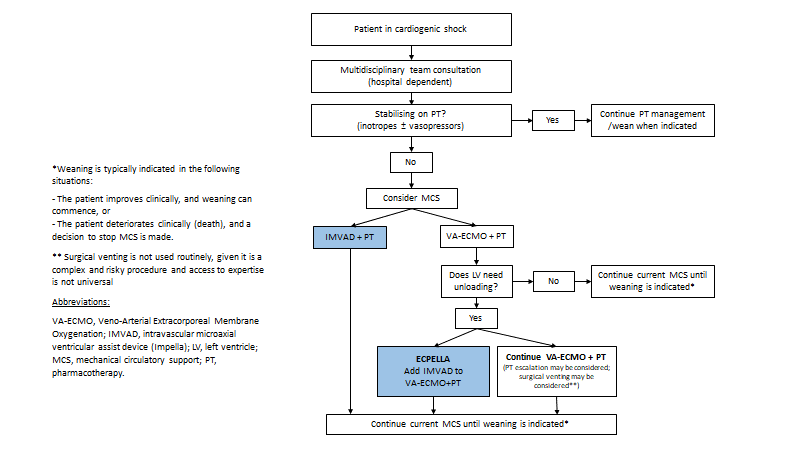 Patient in cardiogenic shock
Multidisciplinary team consultation
(hospital dependent)
Stabilising on PT?
(inotropes ± vasopressors)
Yes
Continue PT management
/wean when indicated
No
Consider MCS
IMVAD + PT
VA-ECMO + PT
Does LV need
unloading?
No
Continue current MCS until
weaning is indicated*
Yes
ECPELLA
Add IMVAD to
VA-ECMO+PT
Continue VA-ECMO + PT
(PT escalation may be considered;
surgical venting may be
considered**)
Continue current MCS until weaning is indicated*
*Weaning is typically indicated in the following
situations:
- The patient improves clinically, and weaning can
commence, or
- The patient deteriorates clinically (death), and a
decision to stop MCS is made.
** Surgical venting is not used routinely, given it is a
complex and risky procedure and access to expertise
is not universal
Abbreviations:
VA-ECMO, Veno-Arterial Extracorporeal Membrane
Oxygenation; IMVAD, intravascular microaxial
ventricular assist device (Impella); LV, left ventricle;
MCS, mechanical circulatory support; PT,
pharmacotherapy.